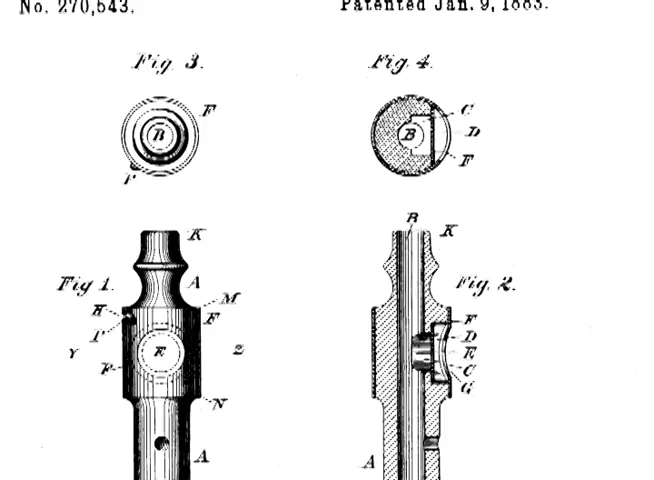 No. 270,543. Patented Jan. 9, 1883.
Fig. 3. Fig. 4.
F C
B B D
F F
B
K K
Fig 1. A Fig. 2.
H M
I F F
D
Y E Z E
F C
G
N
A A